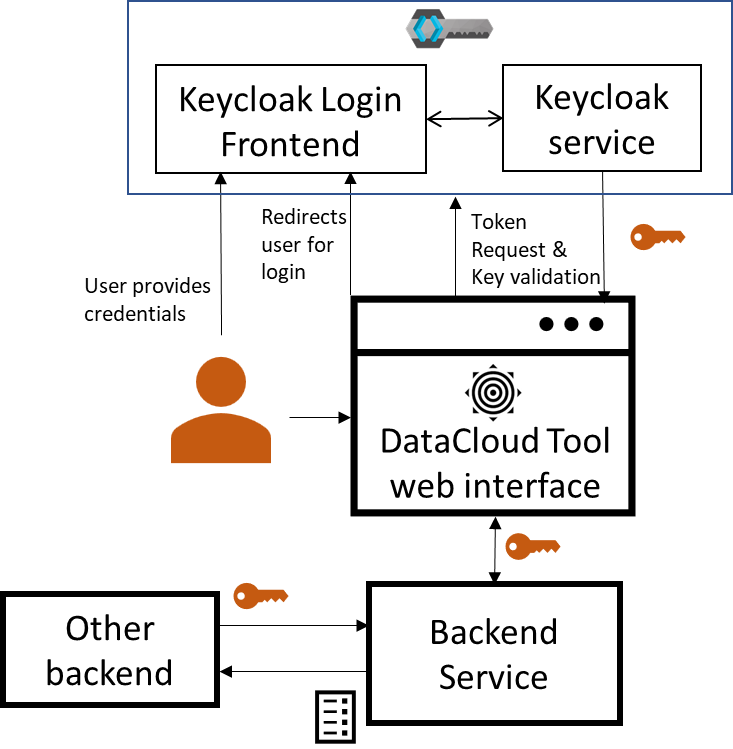 Keycloak Login
Frontend
Keycloak
service
Redirects
user for
login
Token
Request &
Key validation
User provides
credentials
DataCloud Tool
web interface
Other
backend
Backend
Service